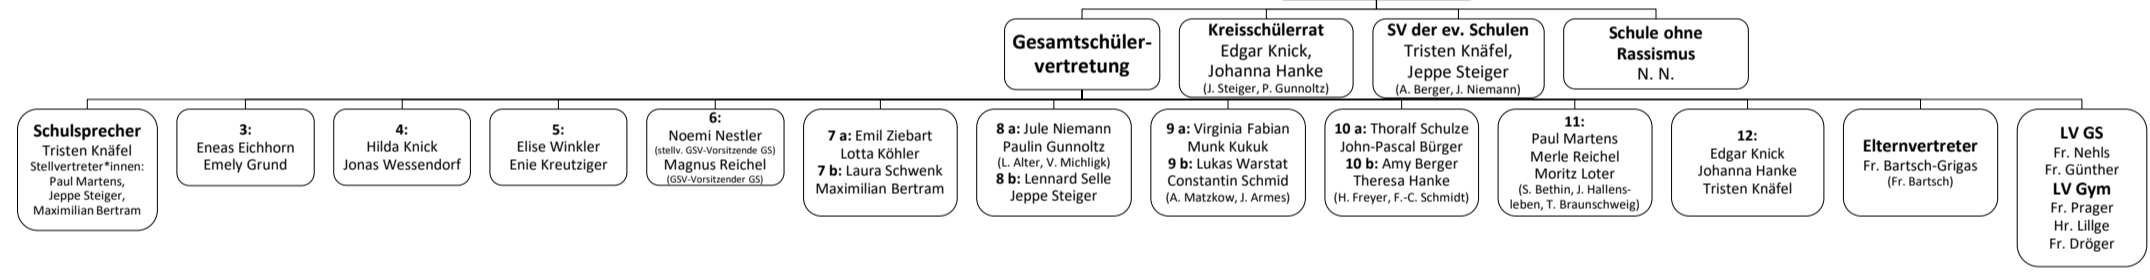 Gesamtschüler-
vertretung
Kreisschülerrat
Edgar Knick,
Johanna Hanke
(J. Steiger, P. Gunnoltz)
SV der ev. Schulen
Tristen Knäfel,
Jeppe Steiger
(A. Berger, J. Niemann)
Schule ohne
Rassismus
N. N.
Schulsprecher
Tristen Knäfel
Stellvertreter*innen:
Paul Martens,
Jeppe Steiger,
Maximilian Bertram
3:
Eneas Eichhorn
Emely Grund
4:
Hilda Knick
Jonas Wessendorf
5:
Elise Winkler
Enie Kreutziger
6:
Noemi Nestler
(stellv. GSV-Vorsitzende GS)
Magnus Reichel
(GSV-Vorsitzender GS)
7 a: Emil Ziebart
Lotta Köhler
7 b: Laura Schwenk
Maximilian Bertram
8 a: Jule Niemann
Paulin Gunnoltz
(L. Alter, V. Michligk)
8 b: Lennard Selle
Jeppe Steiger
9 a: Virginia Fabian
Munk Kukuk
9 b: Lukas Warstat
Constantin Schmid
(A. Matzkow, J. Armes)
10 a: Thoralf Schulze
John-Pascal Bürger
10 b: Amy Berger
Theresa Hanke
(H. Freyer, F.-C. Schmidt)
11:
Paul Martens
Merle Reichel
Moritz Loter
(S. Bethin, J. Hallens-
leben, T. Braunschweig)
12:
Edgar Knick
Johanna Hanke
Tristen Knäfel
Elternvertreter
Fr. Bartsch-Grigas
(Fr. Bartsch)
LV GS
Fr. Nehls
Fr. Günther
LV Gym
Fr. Prager
Hr. Lillge
Fr. Dröger